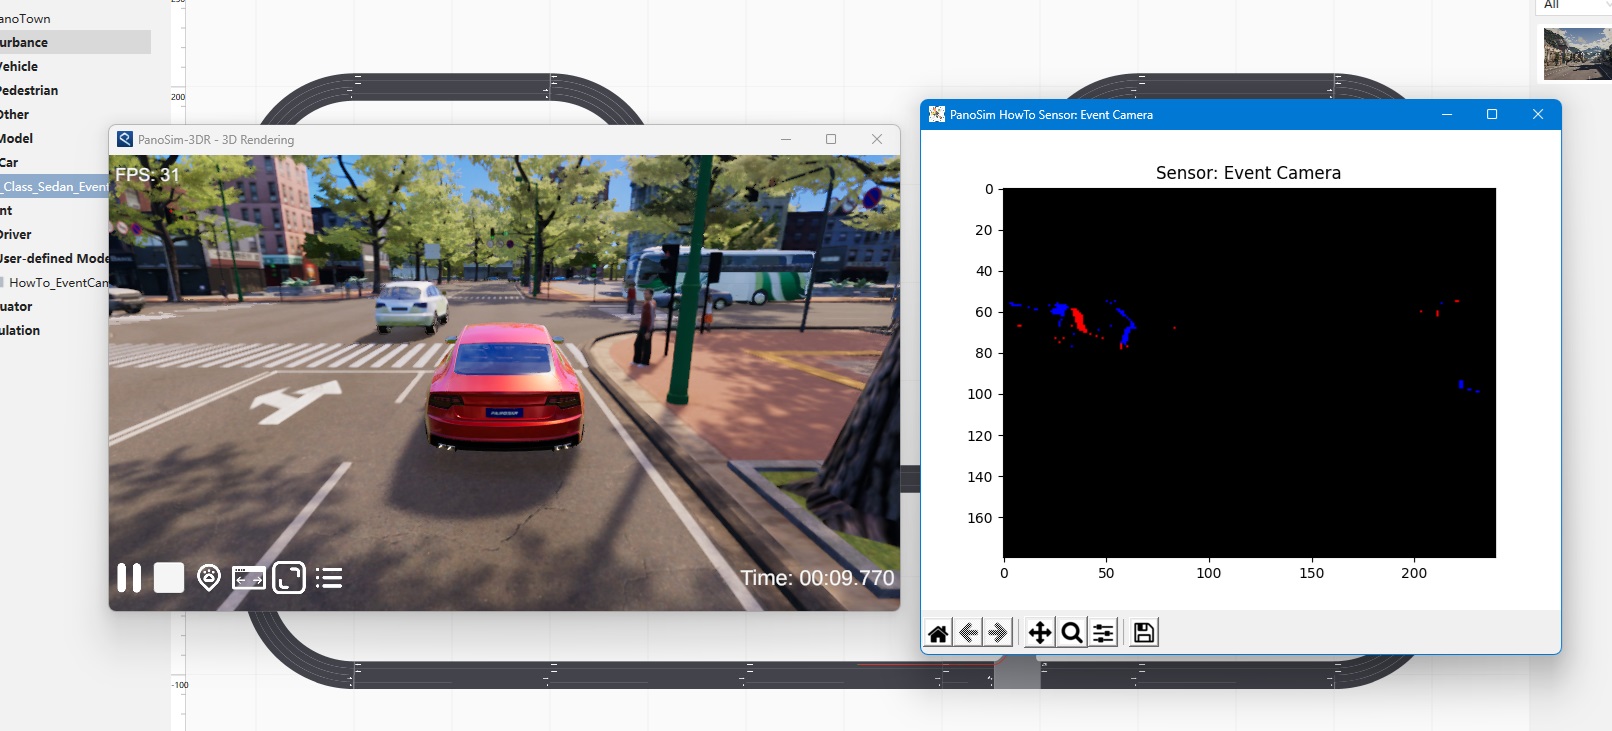 anoTown
urbance
Vehicle
Pedestrian
Other
Model
Car
_Class_Sedan_Event
nt
Driver
User-defined Mode
HowTo_EventCam
uator
ulation
200
-100
PanoSim-3DR - 3D Rendering
FPS: 31
Time: 00:09.770
All
PanoSim HowTo Sensor: Event Camera
Sensor: Event Camera
0
20
40
60
80
100
120
140
160
0
50
100
150
200